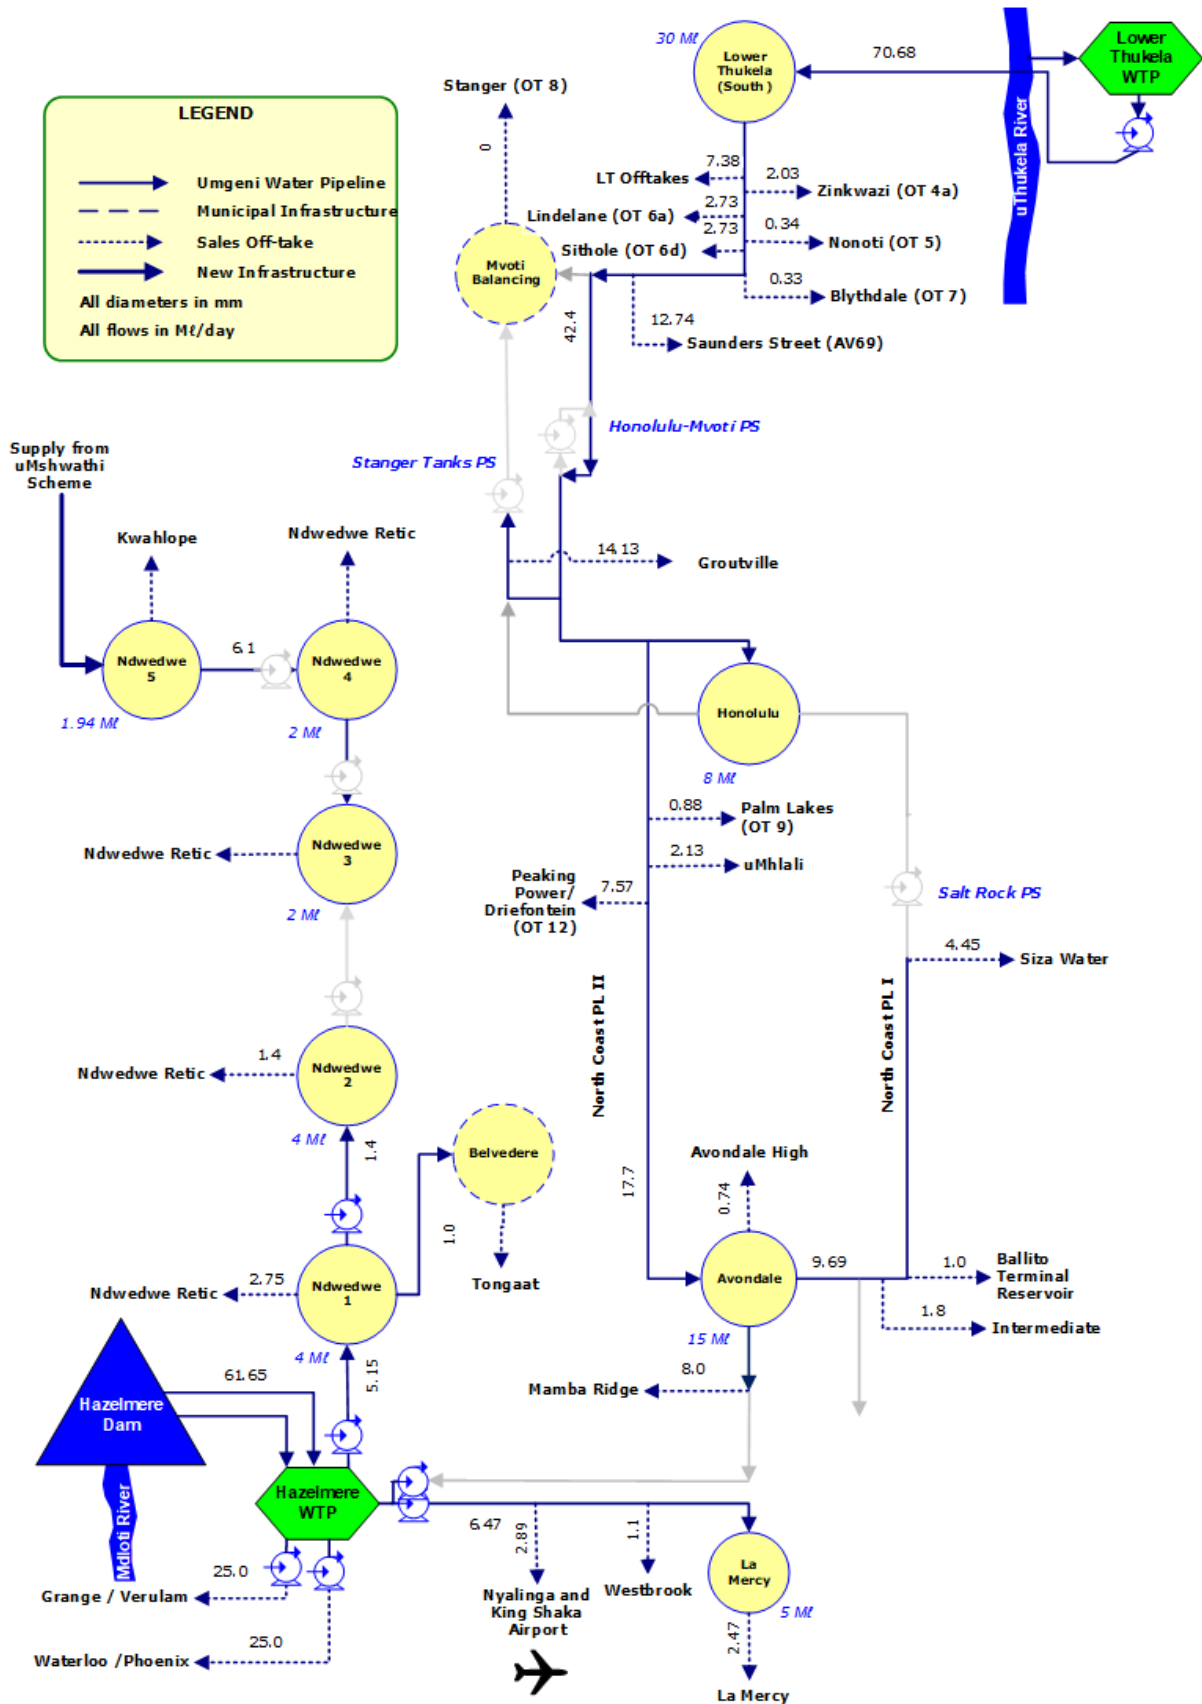 30 Mℓ
Lower
Thukela
(South)
70.68
uThukela River
Lower
Thukela
WTP
Stanger (OT 8)
0
LEGEND
Umgeni Water Pipeline
Municipal Infrastructure
Sales Off-take
New Infrastructure
All diameters in mm
All flows in Mℓ/day
7.38
LT Offtakes
2.03
Zinkwazi (OT 4a)
2.73
Lindelane (OT 6a)
2.73
Sithole (OT 6d)
0.34
Nonoti (OT 5)
Mvoti
Balancing
0.33
Blythdale (OT 7)
12.74
Saunders Street (AV69)
42.4
Honolulu-Mvoti PS
Stanger Tanks PS
Supply from
uMshwathi
Scheme
Kwahlope
Ndwedwe Retic
14.13
Groutville
Ndwedwe
5
6.1
Ndwedwe
4
1.94 Mℓ
2 Mℓ
Honolulu
8 Mℓ
Ndwedwe Retic
Ndwedwe
3
2 Mℓ
0.88
Palm Lakes
(OT 9)
2.13
uMhlali
Peaking
Power/
Driefontein
(OT 12)
7.57
Salt Rock PS
4.45
Siza Water
North Coast PL II
North Coast PL I
Ndwedwe Retic
1.4
Ndwedwe
2
4 Mℓ
1.4
Belvedere
1.0
Tongaat
17.7
Avondale High
0.74
Avondale
15 Mℓ
9.69
1.0
Ballito
Terminal
Reservoir
1.8
Intermediate
Ndwedwe Retic
2.75
Ndwedwe
1
4 Mℓ
5.15
8.0
Mamba Ridge
Hazelmere
Dam
61.65
Mdloti River
Hazelmere
WTP
6.47
2.89
Nyalinga and
King Shaka
Airport
1.1
Westbrook
La
Mercy
5 Mℓ
2.47
La Mercy
25.0
Grange / Verulam
25.0
Waterloo /Phoenix